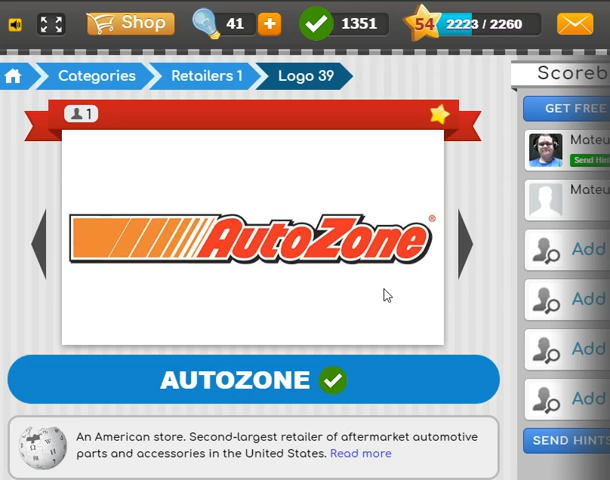 Shop
41
1351
54
2223 / 2260
Categories
Retailers 1
Logo 39
1
AutoZone®
AUTOZONE
An American store. Second-largest retailer of aftermarket automotive
parts and accessories in the United States. Read more
Scoreb
GET FREE
Mateu
Send Hin
Mateu
Add
Add
Add
Add
SEND HINTS